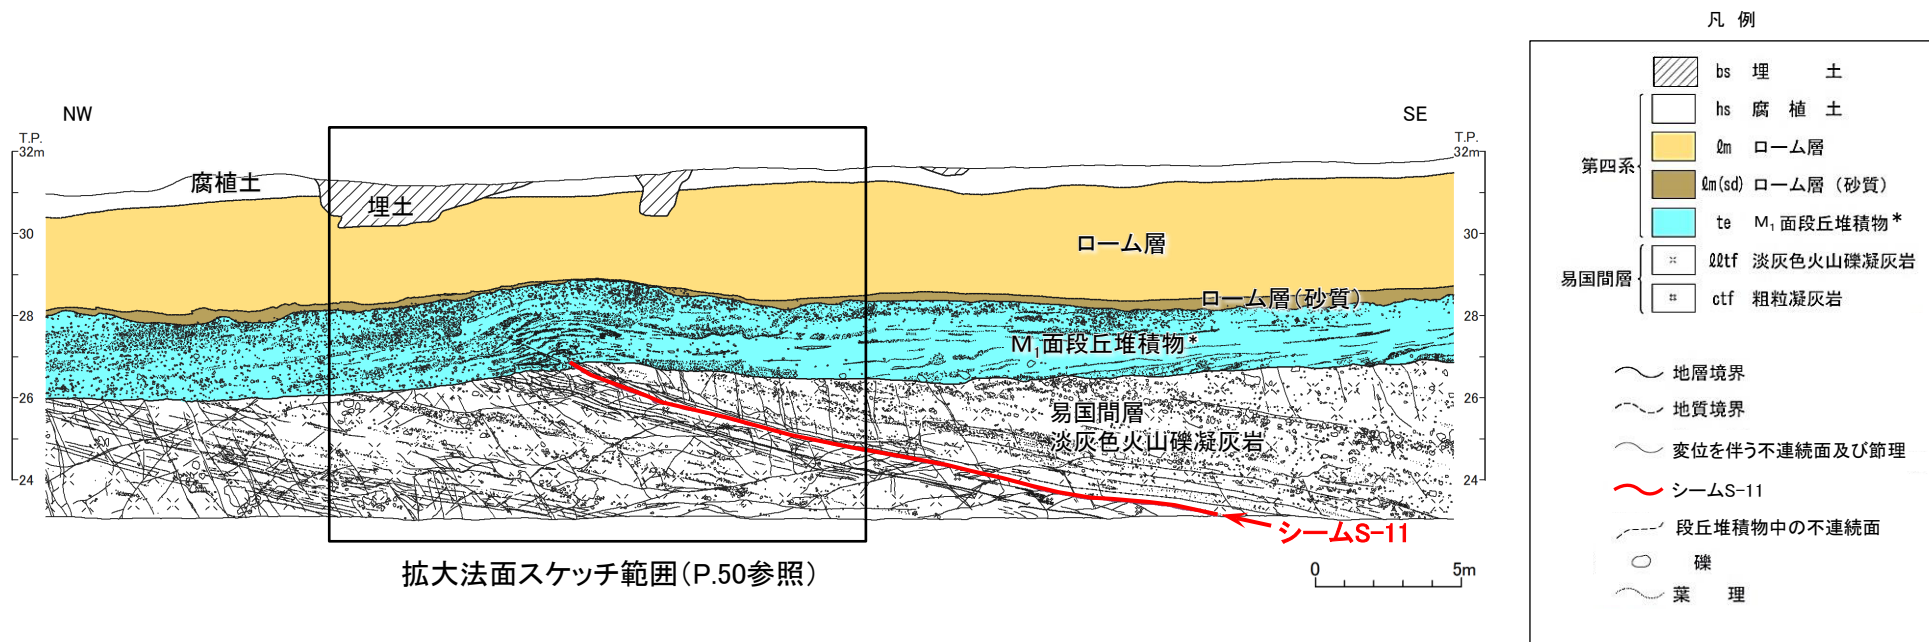 凡 例
bs 埋 土
hs 腐 植 土
ℓm ローム層
ℓm(sd) ローム層（砂質）
te M₁ 面段丘堆積物*
ℓℓtf 淡灰色火山礫凝灰岩
ctf 粗粒凝灰岩
第四系
易国間層
地層境界
地質境界
変位を伴う不連続面及び節理
シームS-11
段丘堆積物中の不連続面
礫
葉 理
NW
SE
T.P.
32m
30
28
26
24
T.P.
32m
30
28
26
24
腐植土
埋土
ローム層
ローム層(砂質)
M₁面段丘堆積物*
易国間層
淡灰色火山礫凝灰岩
シームS-11
拡大法面スケッチ範囲(P.50参照)
0 5m